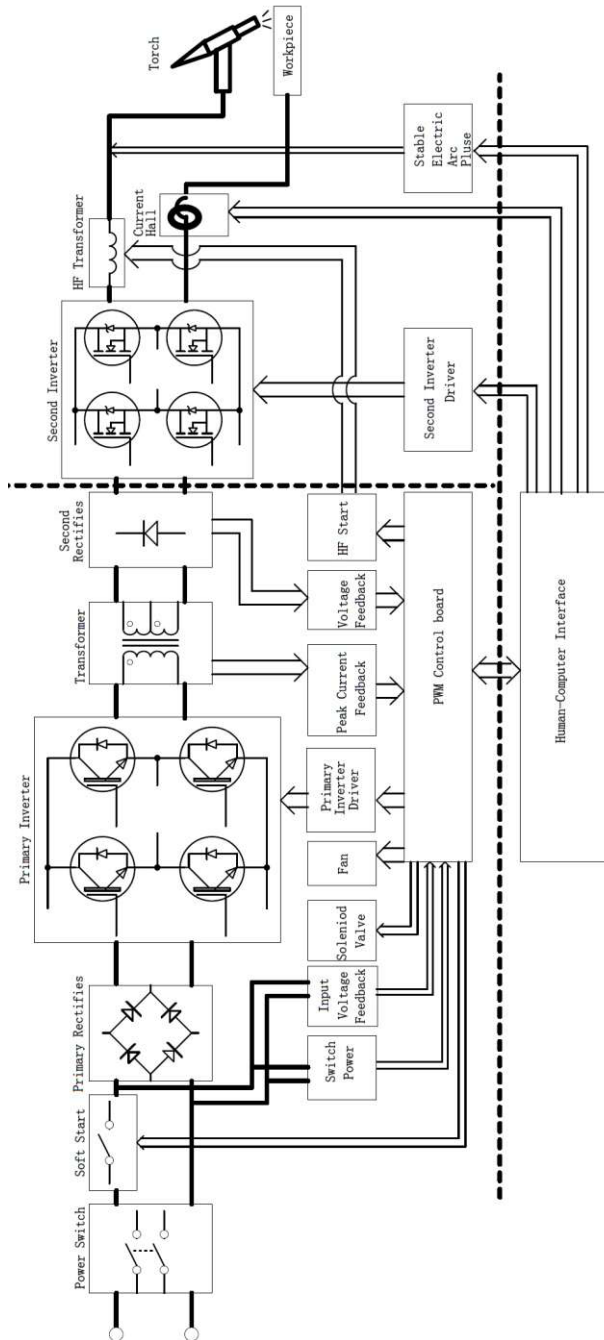 Power Switch
Soft Start
Primary Rectifies
Primary Inverter
Transformer
Second
Rectifies
Second Inverter
HF Transformer
Current
Hall
Torch
Workpiece
Switch
Power
Input
Voltage
Feedback
Soleniod
Valve
Fan
Primary
Inverter
Driver
Peak Current
Feedback
Voltage
Feedback
HF Start
Second Inverter
Driver
Stable
Electric
Arc
Pluse
PWM Control board
Human-Computer Interface